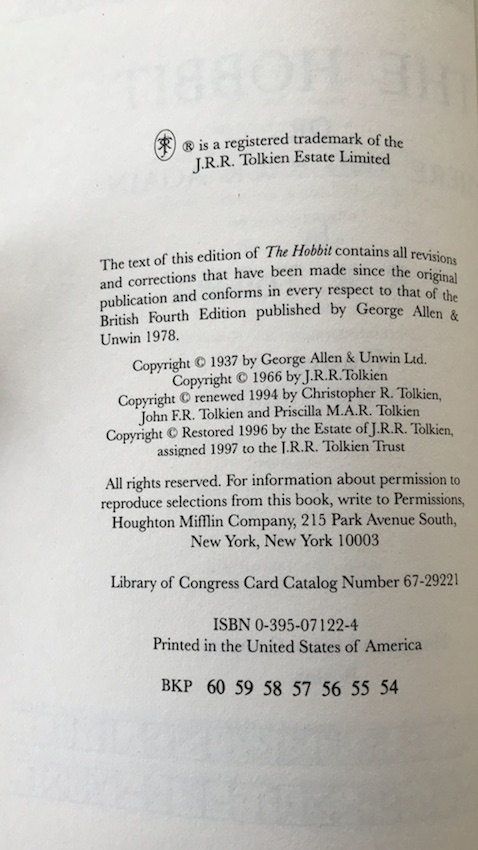 ® is a registered trademark of the
J.R.R. Tolkien Estate Limited
The text of this edition of The Hobbit contains all revisions
and corrections that have been made since the original
publication and conforms in every respect to that of the
British Fourth Edition published by George Allen &
Unwin 1978.
Copyright © 1937 by George Allen & Unwin Ltd.
Copyright © 1966 by J.R.R.Tolkien
Copyright © renewed 1994 by Christopher R. Tolkien,
John F.R. Tolkien and Priscilla M.A.R. Tolkien
Copyright © Restored 1996 by the Estate of J.R.R. Tolkien,
assigned 1997 to the J.R.R. Tolkien Trust
All rights reserved. For information about permission to
reproduce selections from this book, write to Permissions,
Houghton Mifflin Company, 215 Park Avenue South,
New York, New York 10003
Library of Congress Card Catalog Number 67-29221
ISBN 0-395-07122-4
Printed in the United States of America
BKP 60 59 58 57 56 55 54